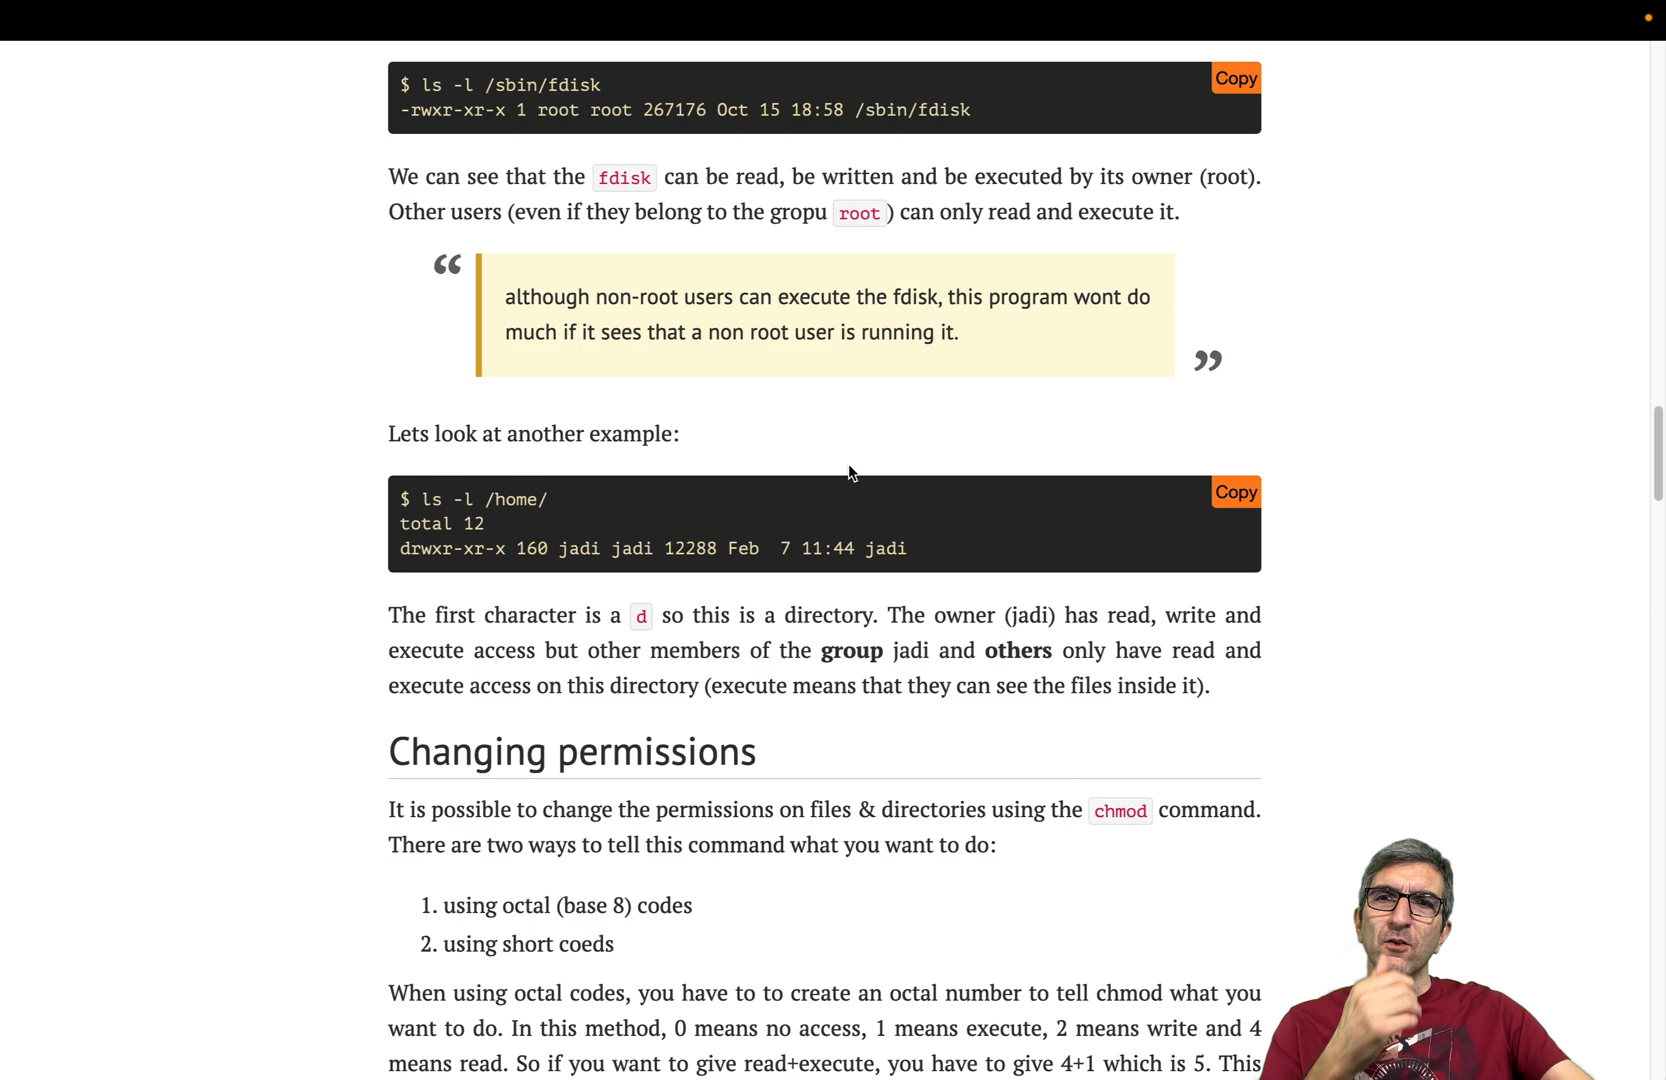 $ ls -l /sbin/fdisk
Copy
-rwxr-xr-x 1 root root 267176 Oct 15 18:58 /sbin/fdisk
We can see that the fdisk can be read, be written and be executed by its owner (root).
Other users (even if they belong to the gropu root) can only read and execute it.
“
although non-root users can execute the fdisk, this program wont do
much if it sees that a non root user is running it.
”
Lets look at another example:
$ ls -l /home/
Copy
total 12
drwxr-xr-x 160 jadi jadi 12288 Feb  7 11:44 jadi
The first character is a d so this is a directory. The owner (jadi) has read, write and
execute access but other members of the group jadi and others only have read and
execute access on this directory (execute means that they can see the files inside it).
Changing permissions
It is possible to change the permissions on files & directories using the chmod command.
There are two ways to tell this command what you want to do:
1. using octal (base 8) codes
2. using short coeds
When using octal codes, you have to to create an octal number to tell chmod what you
want to do. In this method, 0 means no access, 1 means execute, 2 means write and 4
means read. So if you want to give read+execute, you have to give 4+1 which is 5. This